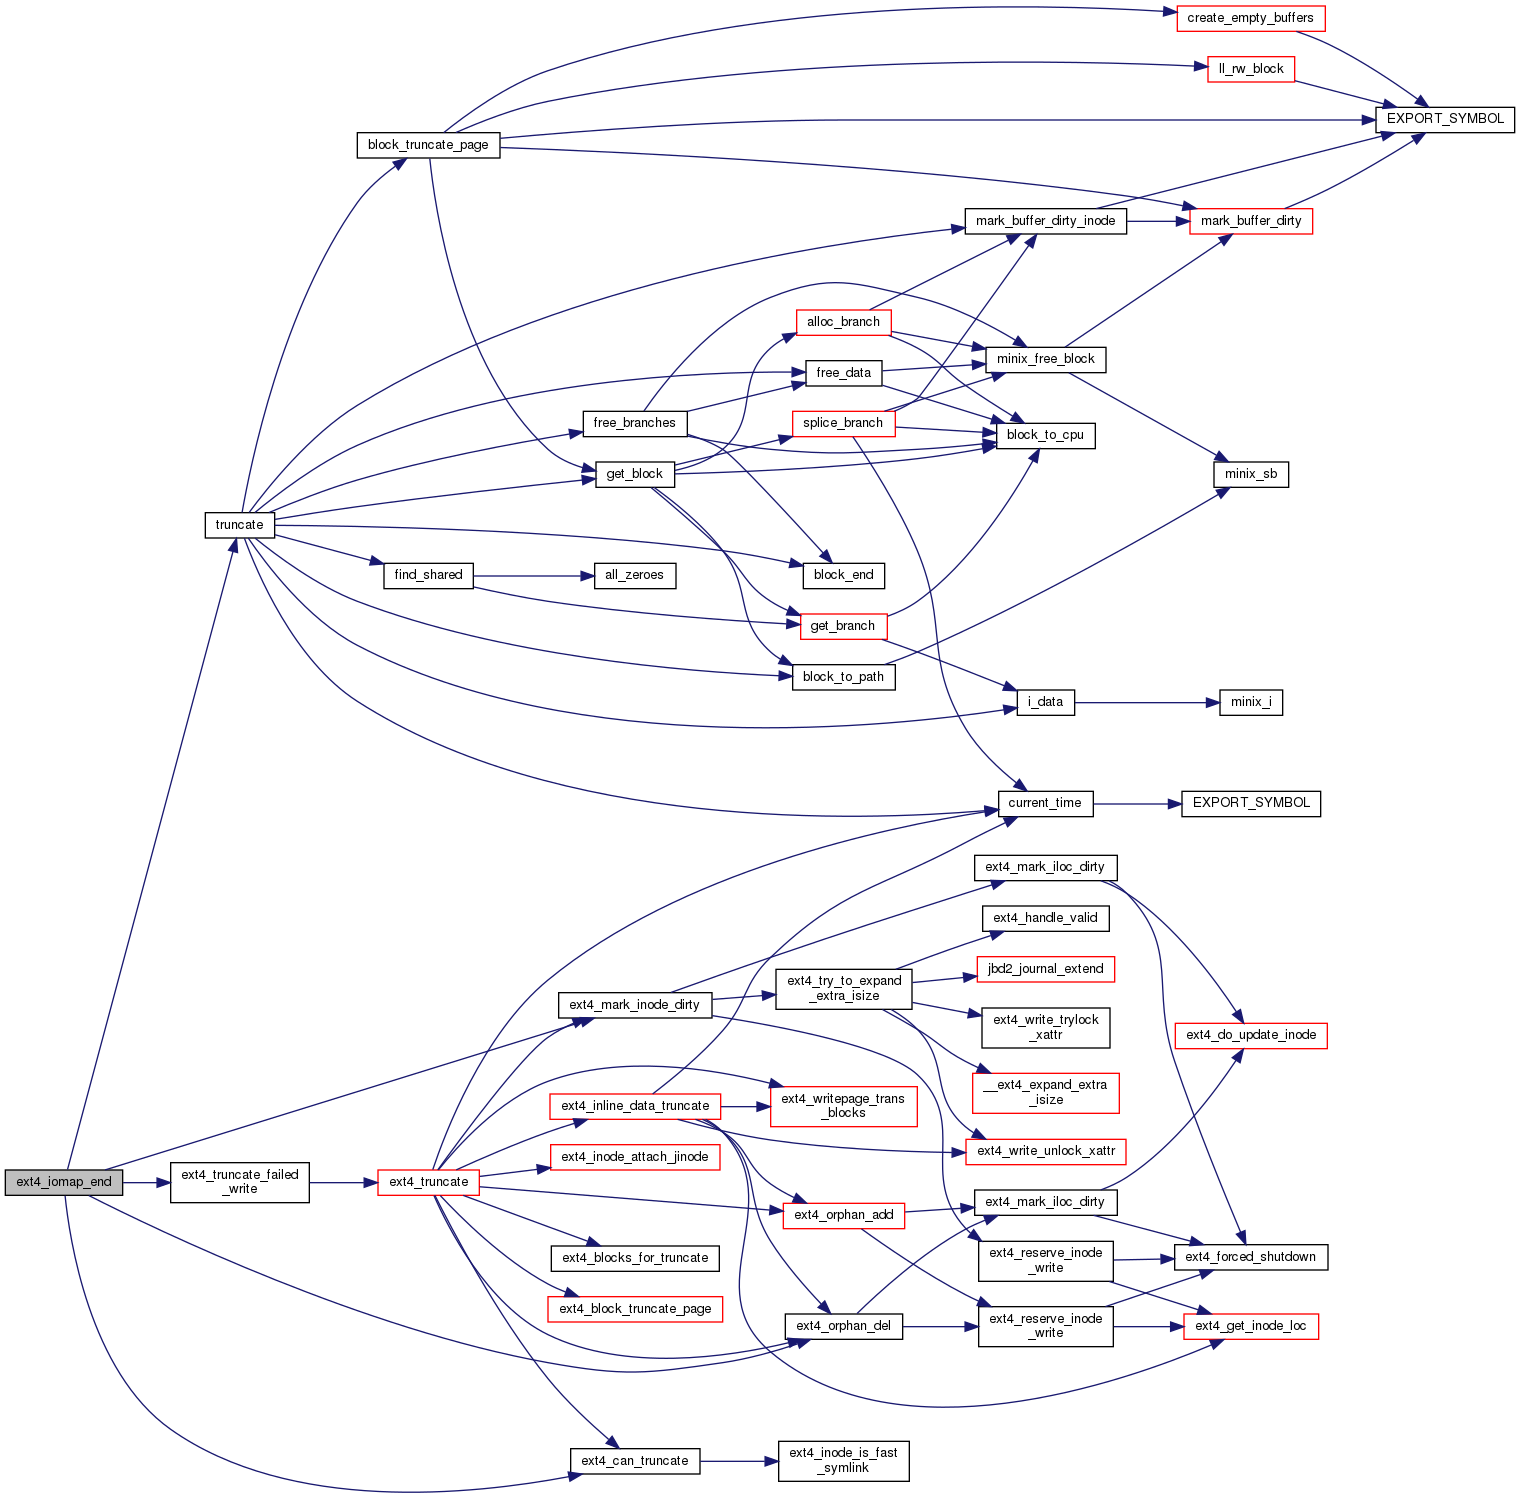 create_empty_buffers
ll_rw_block
EXPORT_SYMBOL
block_truncate_page
mark_buffer_dirty_inode
mark_buffer_dirty
alloc_branch
minix_free_block
free_data
free_branches
splice_branch
block_to_cpu
get_block
minix_sb
truncate
find_shared
all_zeroes
block_end
get_branch
block_to_path
i_data
minix_i
current_time
EXPORT_SYMBOL
ext4_mark_iloc_dirty
ext4_handle_valid
ext4_try_to_expand
_extra_isize
jbd2_journal_extend
ext4_mark_inode_dirty
ext4_write_trylock
_xattr
ext4_do_update_inode
__ext4_expand_extra
_isize
ext4_inline_data_truncate
ext4_writepage_trans
_blocks
ext4_inode_attach_jinode
ext4_write_unlock_xattr
ext4_iomap_end
ext4_truncate_failed
_write
ext4_truncate
ext4_mark_iloc_dirty
ext4_orphan_add
ext4_blocks_for_truncate
ext4_reserve_inode
_write
ext4_forced_shutdown
ext4_block_truncate_page
ext4_orphan_del
ext4_reserve_inode
_write
ext4_get_inode_loc
ext4_can_truncate
ext4_inode_is_fast
_symlink